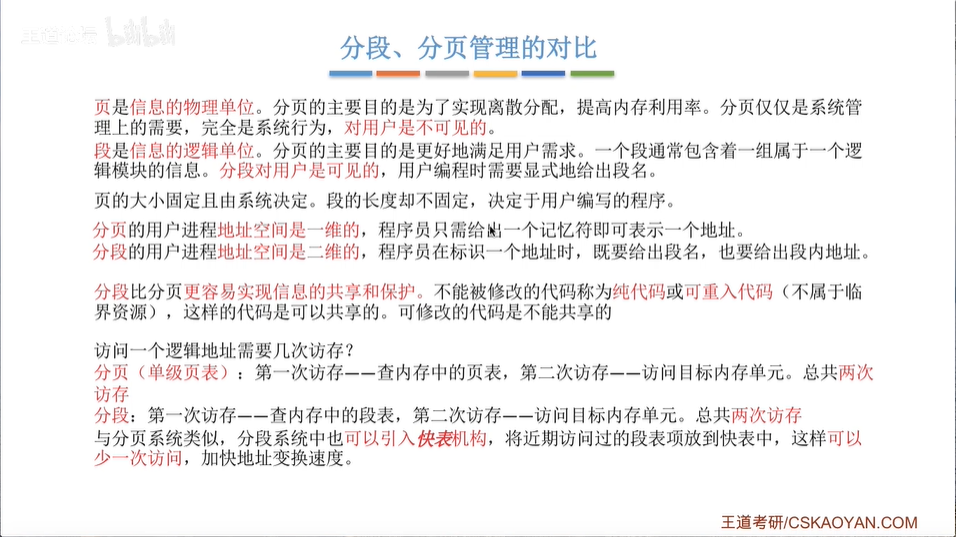 王道考研 bilibili
分段、分页管理的对比
页是信息的物理单位。分页的主要目的是为了实现离散分配，提高内存利用率。分页仅仅是系统管
理上的需要，完全是系统行为，对用户是不可见的。
段是信息的逻辑单位。分页的主要目的是更好地满足用户需求。一个段通常包含着一组属于一个逻
辑模块的信息。分段对用户是可见的，用户编程时需要显式地给出段名。
页的大小固定且由系统决定。段的长度却不固定，决定于用户编写的程序。
分页的用户进程地址空间是一维的，程序员只需给出一个记忆符即可表示一个地址。
分段的用户进程地址空间是二维的，程序员在标识一个地址时，既要给出段名，也要给出段内地址。
分段比分页更容易实现信息的共享和保护。不能被修改的代码称为纯代码或可重入代码（不属于临
界资源），这样的代码是可以共享的。可修改的代码是不能共享的
访问一个逻辑地址需要几次访存？
分页（单级页表）：第一次访存——查内存中的页表，第二次访存——访问目标内存单元。总共两次
访存
分段：第一次访存——查内存中的段表，第二次访存——访问目标内存单元。总共两次访存
与分页系统类似，分段系统中也可以引入快表机构，将近期访问过的段表项放到快表中，这样可以
少一次访问，加快地址变换速度。
王道考研/CSKAOYAN.COM